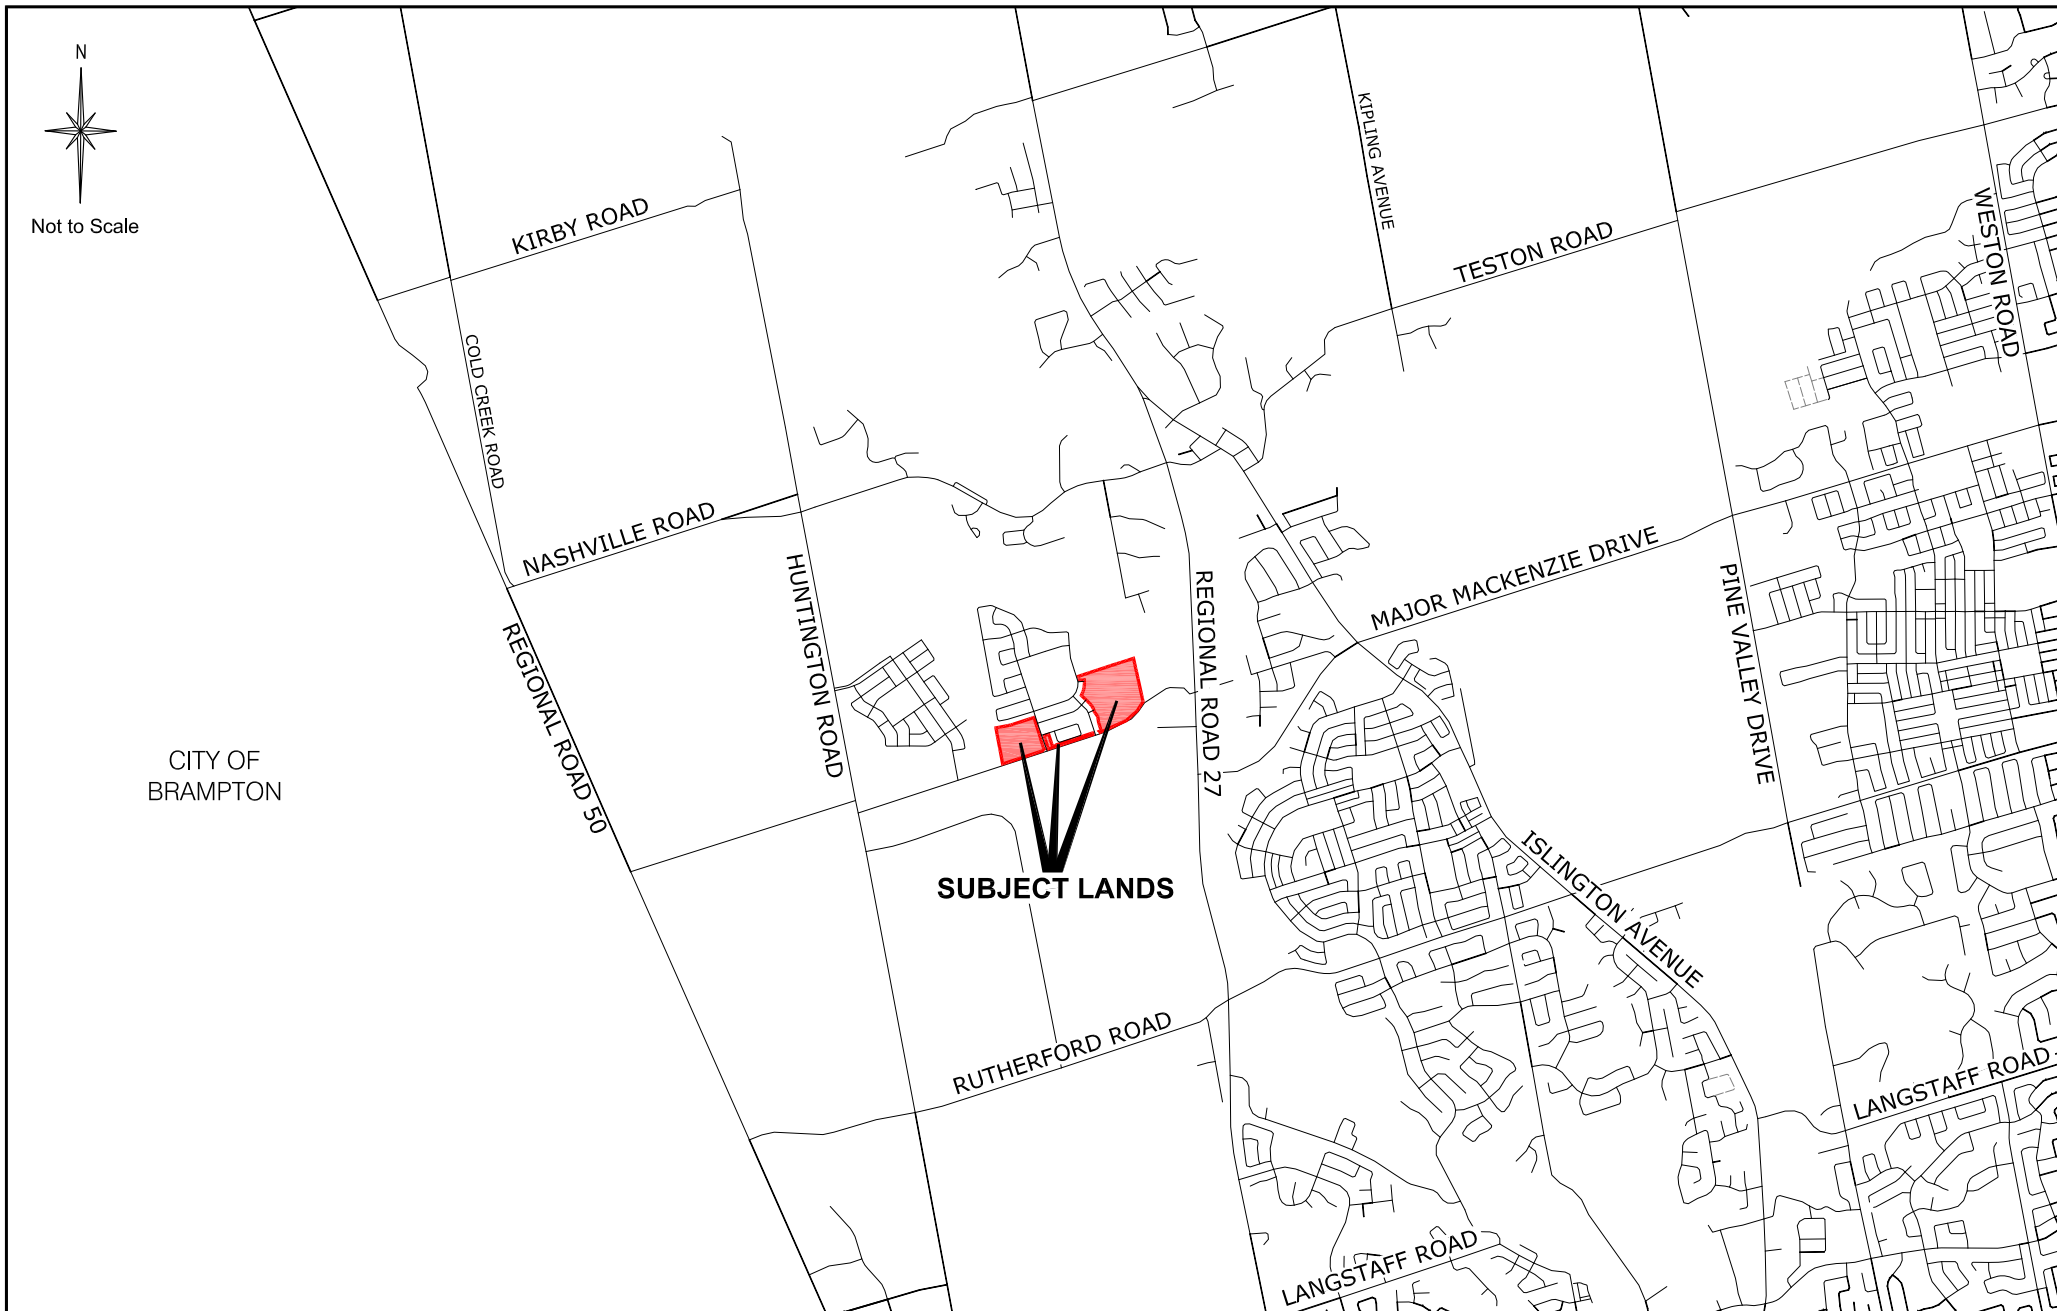 N
Not to Scale
KIPLING AVENUE
WESTON ROAD
KIRBY ROAD
TESTON ROAD
COLD CREEK ROAD
NASHVILLE ROAD
MAJOR MACKENZIE DRIVE
HUNTINGTON ROAD
REGIONAL ROAD 27
PINE VALLEY DRIVE
REGIONAL ROAD 50
CITY OF
BRAMPTON
SUBJECT LANDS
ISLINGTON AVENUE
RUTHERFORD ROAD
LANGSTAFF ROAD
LANGSTAFF ROAD